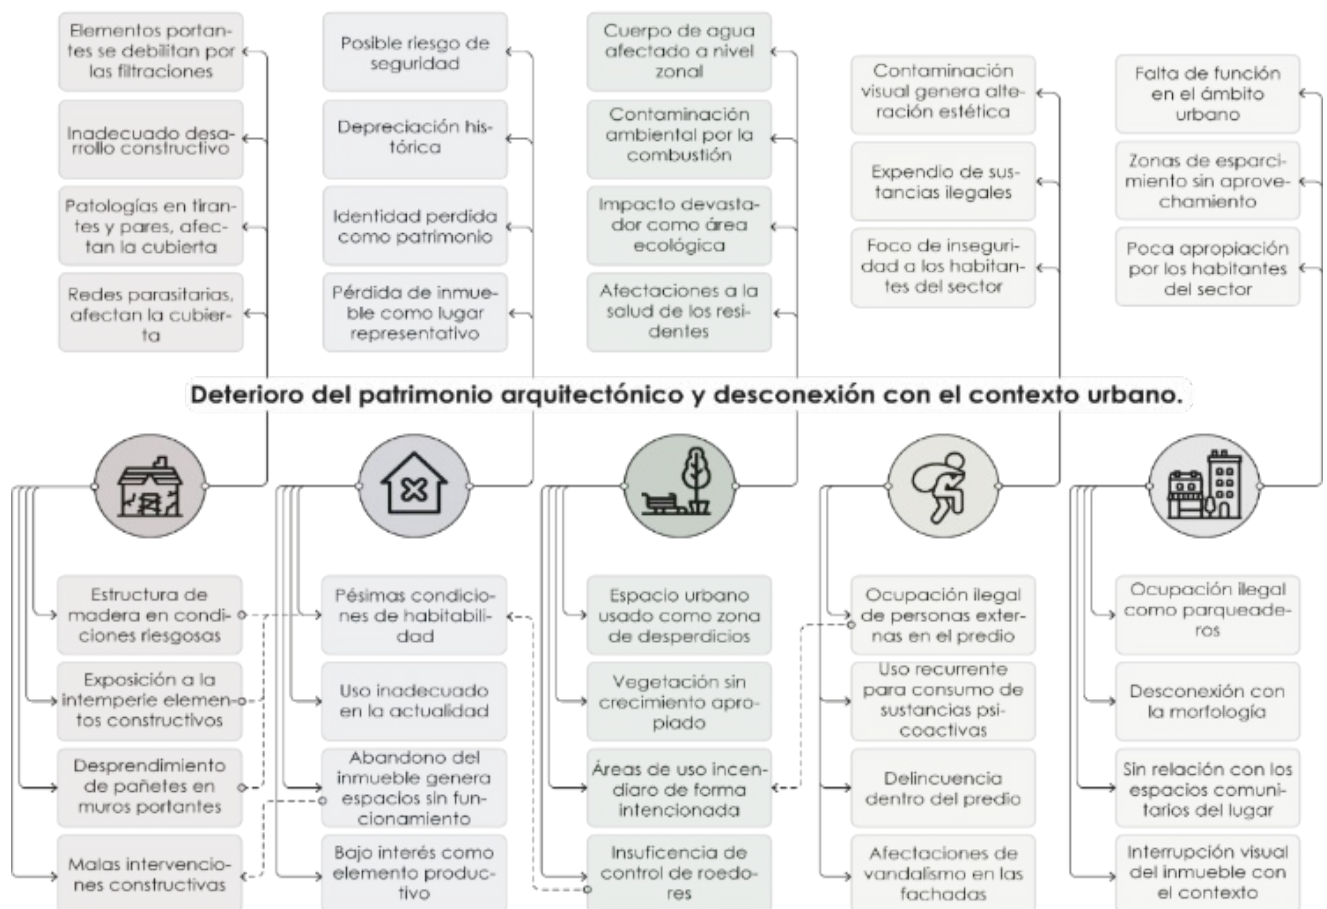 Elementos portan-
tes se debilitan por
las filtraciones
Inadecuado desa-
rrollo constructivo
Patologías en tiran-
tes y pares, afec-
tan la cubierta
Redes parasitarias,
afectan la cubier-
ta
Posible riesgo de
seguridad
Depreciación his-
tórica
Identidad perdida
como patrimonio
Pérdida de inmue-
ble como lugar
representativo
Cuerpo de agua
afectado a nivel
zonal
Contaminación
ambiental por la
combustión
Impacto devasta-
dor como área
ecológica
Afectaciones a la
salud de los resi-
dentes
Contaminación
visual genera alte-
ración estética
Expendio de sus-
tancias ilegales
Foco de inseguri-
dad a los habitan-
tes del sector
Falta de función
en el ámbito
urbano
Zonas de esparci-
miento sin aprove-
chamiento
Poca apropiación
por los habitantes
del sector
Deterioro del patrimonio arquitectónico y desconexión con el contexto urbano.
Estructura de
madera en condi-
ciones riesgosas
Exposición a la
intemperie elemen-
tos constructivos
Desprendimiento
de pañetes en
muros portantes
Malas intervencio-
nes constructivas
Pésimas condicio-
nes de habitabili-
dad
Uso inadecuado
en la actualidad
Abandono del
inmueble genera
espacios sin fun-
cionamiento
Bajo interés como
elemento produc-
tivo
Espacio urbano
usado como zona
de desperdicios
Vegetación sin
crecimiento apro-
piado
Áreas de uso incen-
diaro de forma
intencionada
Insuficencia de
control de roedo-
res
Ocupación ilegal
de personas exter-
nas en el predio
Uso recurrente
para consumo de
sustancias psi-
coactivas
Delincuencia
dentro del predio
Afectaciones de
vandalismo en las
fachadas
Ocupación ilegal
como parqueade-
ros
Desconexión con
la morfología
Sin relación con los
espacios comuni-
tarios del lugar
Interrupción visual
del inmueble con
el contexto